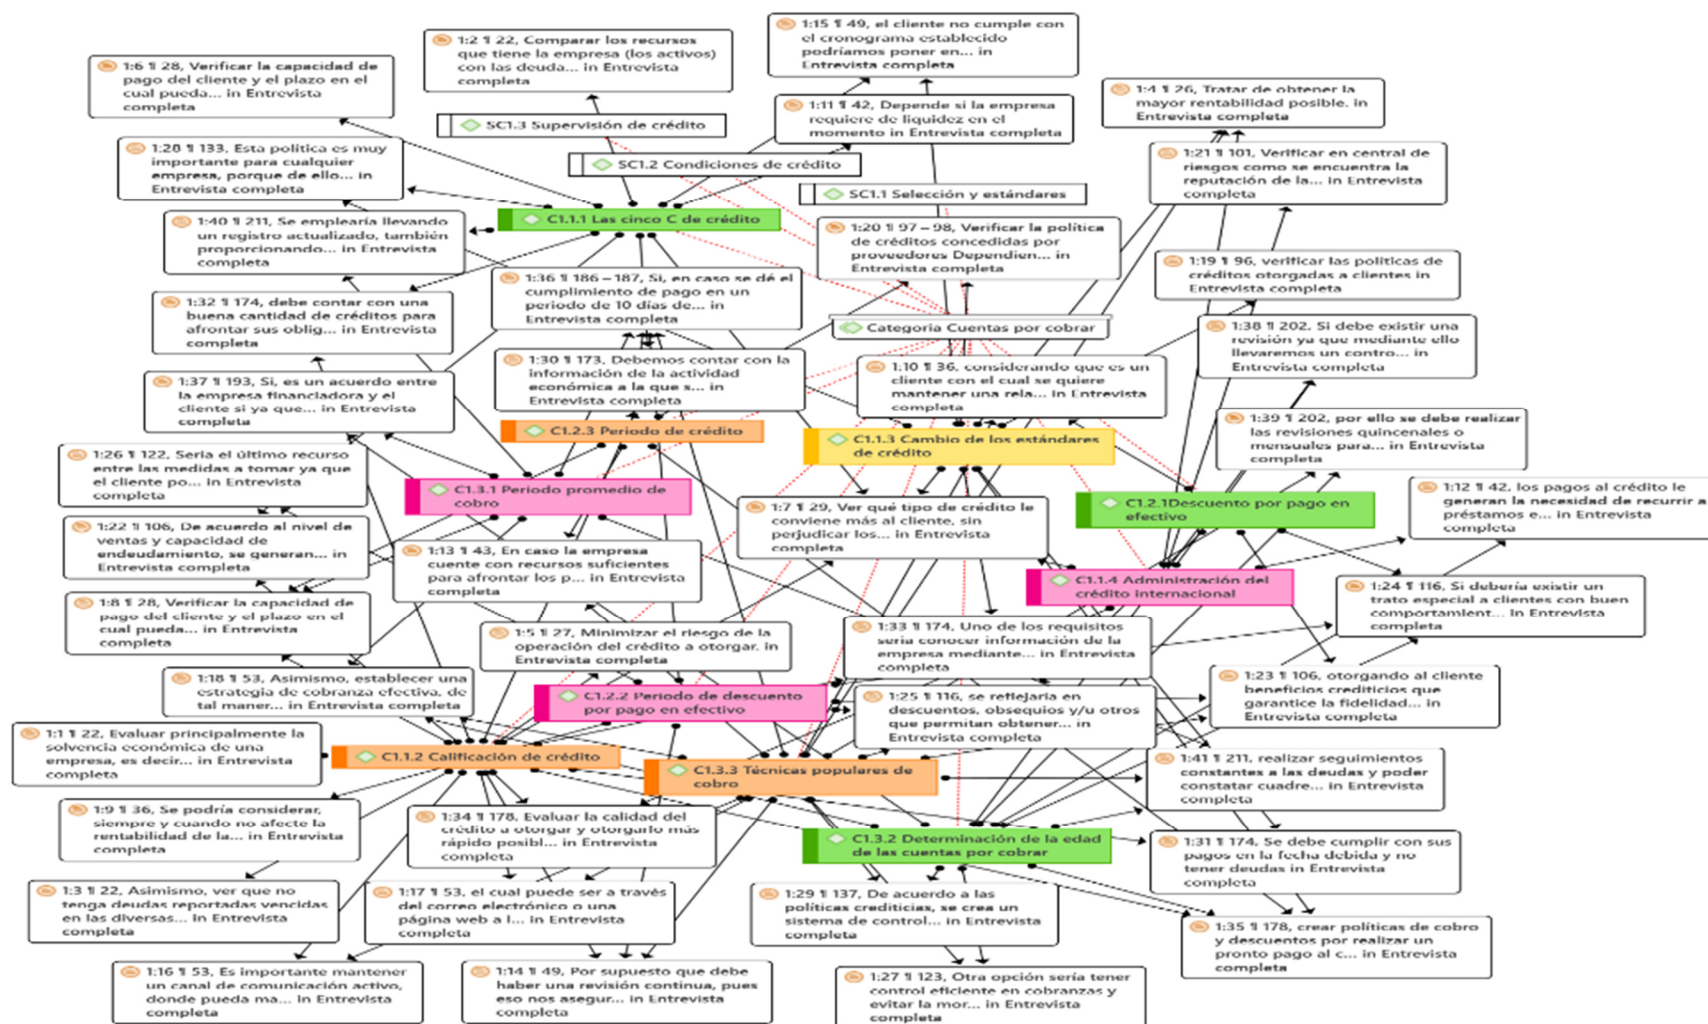 1:15 ¶ 49, el cliente no cumple con
el cronograma establecido
podríamos poner en... in
Entrevista completa
1:2 ¶ 22, Comparar los recursos
que tiene la empresa (los activos)
con las deuda... in Entrevista
completa
1:6 ¶ 28, Verificar la capacidad de
pago del cliente y el plazo en el
cual pueda... in Entrevista
completa
1:4 ¶ 26, Tratar de obtener la
mayor rentabilidad posible. in
Entrevista completa
1:11 ¶ 42, Depende si la empresa
requiere de liquidez en el
momento in Entrevista completa
SC1.3 Supervisión de crédito
1:28 ¶ 133, Esta política es muy
importante para cualquier
empresa, porque de ello... in
Entrevista completa
SC1.2 Condiciones de crédito
1:21 ¶ 101, Verificar en central de
riesgos como se encuentra la
reputación de la... in Entrevista
completa
SC1.1 Selección y estándares
C1.1.1 Las cinco C de crédito
1:40 ¶ 211, Se emplearía llevando
un registro actualizado, también
proporcionando... in Entrevista
completa
1:20 ¶ 97 – 98, Verificar la política
de créditos concedidas por
proveedores Dependien... in
Entrevista completa
1:19 ¶ 96, verificar las políticas de
créditos otorgadas a clientes in
Entrevista completa
1:36 ¶ 186 – 187, Si, en caso se dé el
cumplimiento de pago en un
periodo de 10 días de... in
Entrevista completa
1:32 ¶ 174, debe contar con una
buena cantidad de créditos para
afrontar sus oblig... in Entrevista
completa
Categoría Cuentas por cobrar
1:38 ¶ 202, Si debe existir una
revisión ya que mediante ello
llevaremos un contro... in
Entrevista completa
1:30 ¶ 173, Debemos contar con la
información de la actividad
económica a la que s... in
Entrevista completa
1:10 ¶ 36, considerando que es un
cliente con el cual se quiere
mantener una rela... in Entrevista
completa
1:37 ¶ 193, Si, es un acuerdo entre
la empresa financiadora y el
cliente si ya que... in Entrevista
completa
1:39 ¶ 202, por ello se debe realizar
las revisiones quincenales o
mensuales para... in Entrevista
completa
C1.2.3 Periodo de crédito
C1.1.3 Cambio de los estándares
de crédito
1:26 ¶ 122, Seria el último recurso
entre las medidas a tomar ya que
el cliente po... in Entrevista
completa
C1.3.1 Periodo promedio de
cobro
1:12 ¶ 42, los pagos al crédito le
generan la necesidad de recurrir a
préstamos e... in Entrevista
completa
C1.2.1Descuento por pago en
efectivo
1:7 ¶ 29, Ver qué tipo de crédito le
conviene más al cliente, sin
perjudicar los... in Entrevista
completa
1:22 ¶ 106, De acuerdo al nivel de
ventas y capacidad de
endeudamiento, se generan... in
Entrevista completa
1:13 ¶ 43, En caso la empresa
cuente con recursos suficientes
para afrontar los p... in Entrevista
completa
C1.1.4 Administración del
crédito internacional
1:24 ¶ 116, Si debería existir un
trato especial a clientes con buen
comportamient... in Entrevista
completa
1:8 ¶ 28, Verificar la capacidad de
pago del cliente y el plazo en el
cual pueda... in Entrevista
completa
1:5 ¶ 27, Minimizar el riesgo de la
operación del crédito a otorgar. in
Entrevista completa
1:33 ¶ 174, Uno de los requisitos
seria conocer información de la
empresa mediante... in Entrevista
completa
1:18 ¶ 53, Asimismo, establecer una
estrategia de cobranza efectiva, de
tal maner... in Entrevista completa
1:23 ¶ 106, otorgando al cliente
beneficios crediticios que
garantice la fidelidad... in
Entrevista completa
C1.2.2 Periodo de descuento
por pago en efectivo
1:25 ¶ 116, se reflejaria en
descuentos, obsequios y/u otros
que permitan obtener... in
Entrevista completa
1:1 ¶ 22, Evaluar principalmente la
solvencia económica de una
empresa, es decir... in Entrevista
completa
C1.1.2 Calificación de crédito
C1.3.3 Técnicas populares de
cobro
1:41 ¶ 211, realizar seguimientos
constantes a las deudas y poder
constatar cuadre... in Entrevista
completa
1:9 ¶ 36, Se podría considerar,
siempre y cuando no afecte la
rentabilidad de la... in Entrevista
completa
1:34 ¶ 178, Evaluar la calidad del
crédito a otorgar y otorgarlo más
rápido posibl... in Entrevista
completa
C1.3.2 Determinación de la edad
de las cuentas por cobrar
1:31 ¶ 174, Se debe cumplir con sus
pagos en la fecha debida y no
tener deudas in Entrevista
completa
1:3 ¶ 22, Asimismo, ver que no
tenga deudas reportadas vencidas
en las diversas... in Entrevista
completa
1:17 ¶ 53, el cual puede ser a través
del correo electrónico o una
página web a l... in Entrevista
completa
1:29 ¶ 137, De acuerdo a las
políticas crediticias, se crea un
sistema de control... in Entrevista
completa
1:35 ¶ 178, crear políticas de cobro
y descuentos por realizar un
pronto pago al c... in Entrevista
completa
1:16 ¶ 53, Es importante mantener
un canal de comunicación activo,
donde pueda ma... in Entrevista
completa
1:14 ¶ 49, Por supuesto que debe
haber una revisión continua, pues
eso nos asegur... in Entrevista
completa
1:27 ¶ 123, Otra opción sería tener
control eficiente en cobranzas y
evitar la mor... in Entrevista
completa